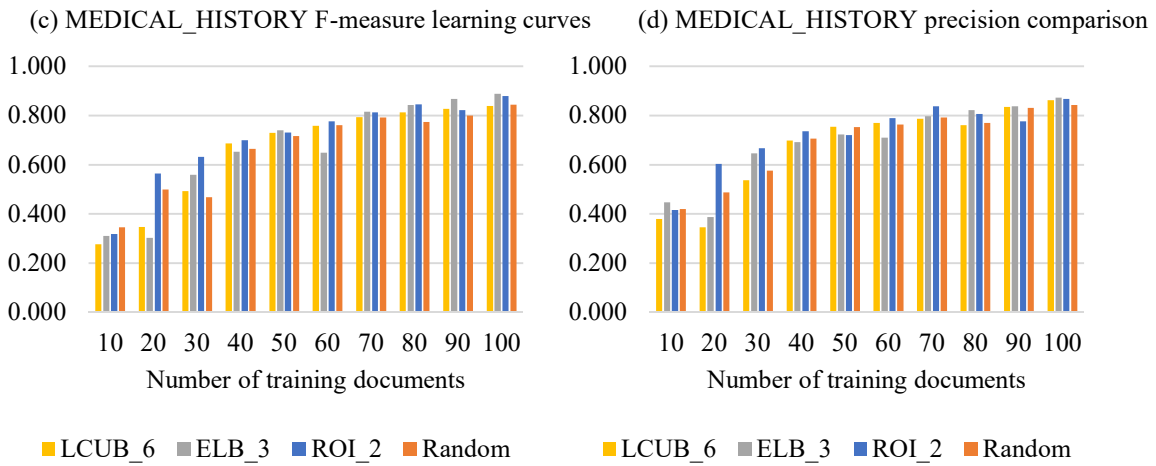 (c) MEDICAL_HISTORY F-measure learning curves
1.000
0.800
0.600
0.400
0.200
0.000
10 20 30 40 50 60 70 80 90 100
Number of training documents
LCUB_6 ELB_3 ROI_2 Random
(d) MEDICAL_HISTORY precision comparison
1.000
0.800
0.600
0.400
0.200
0.000
10 20 30 40 50 60 70 80 90 100
Number of training documents
LCUB_6 ELB_3 ROI_2 Random